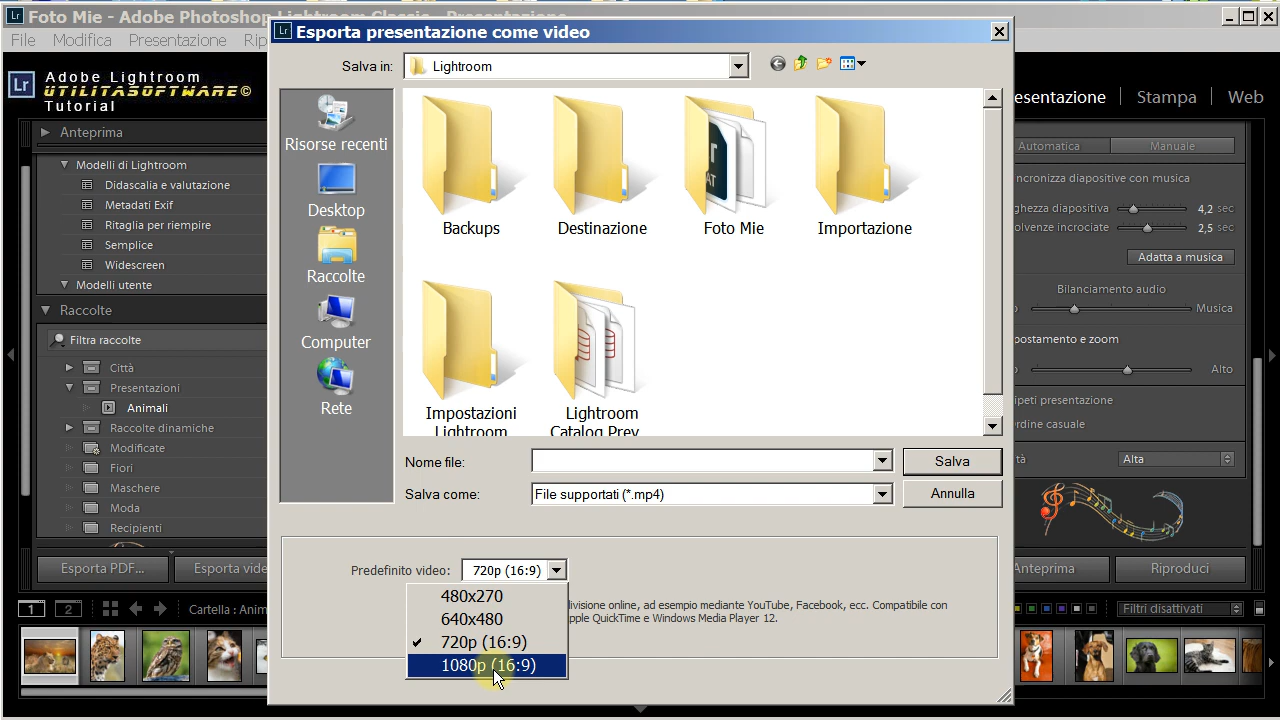 Foto Mie - Adobe Photoshop Lightroom Classic - Presentazione
File Modifica Presentazione
Adobe Lightroom
UTILITASOFTWARE©
Tutorial
esentazione Stampa Web
Anteprima
Modelli di Lightroom
Didascalia e valutazione
Metadati Exif
Ritaglia per riempire
Semplice
Widescreen
Modelli utente
Raccolte
Filtra raccolte
Città
Presentazioni
Animali
Raccolte dinamiche
Modificate
Fiori
Maschere
Moda
Recipienti
Esporta PDF...
Esporta vide
Esporta presentazione come video
Salva in: Lightroom
Risorse recenti
Desktop
Raccolte
Computer
Rete
Backups
Destinazione
Foto Mie
Importazione
Impostazioni
Lightroom
Lightroom
Catalog Prev
Nome file:
Salva
Salva come: File supportati (*.mp4)
Annulla
Predefinito video: 720p (16:9)
480x270
640x480
720p (16:9)
1080p (16:9)
livisione online, ad esempio mediante YouTube, Facebook, ecc. Compatibile con
pple QuickTime e Windows Media Player 12.
Automatica Manuale
ncronizza diapositive con musica
ghezza diapositiva 4,2 sec
olvenze incrociate 2,5 sec
Adatta a musica
Bilanciamento audio
Musica
postamento e zoom
Alto
ipeti presentazione
rdine casuale
tà Alta
Anteprima
Riproduci
1 2 Cartella : Anim
Filtri disattivati